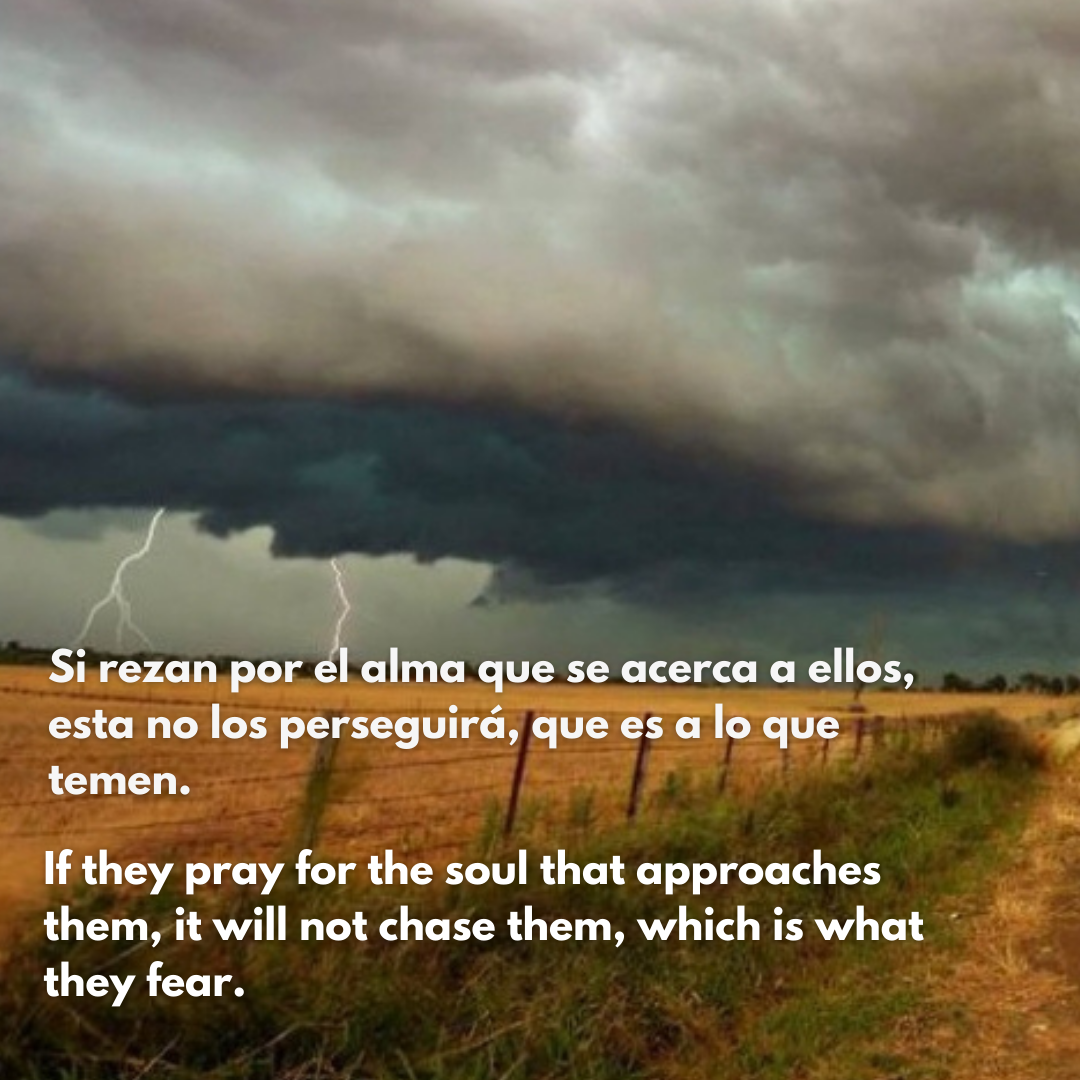 Si rezan por el alma que se acerca a ellos,
esta no los perseguirá, que es a lo que
temen.
If they pray for the soul that approaches
them, it will not chase them, which is what
they fear.